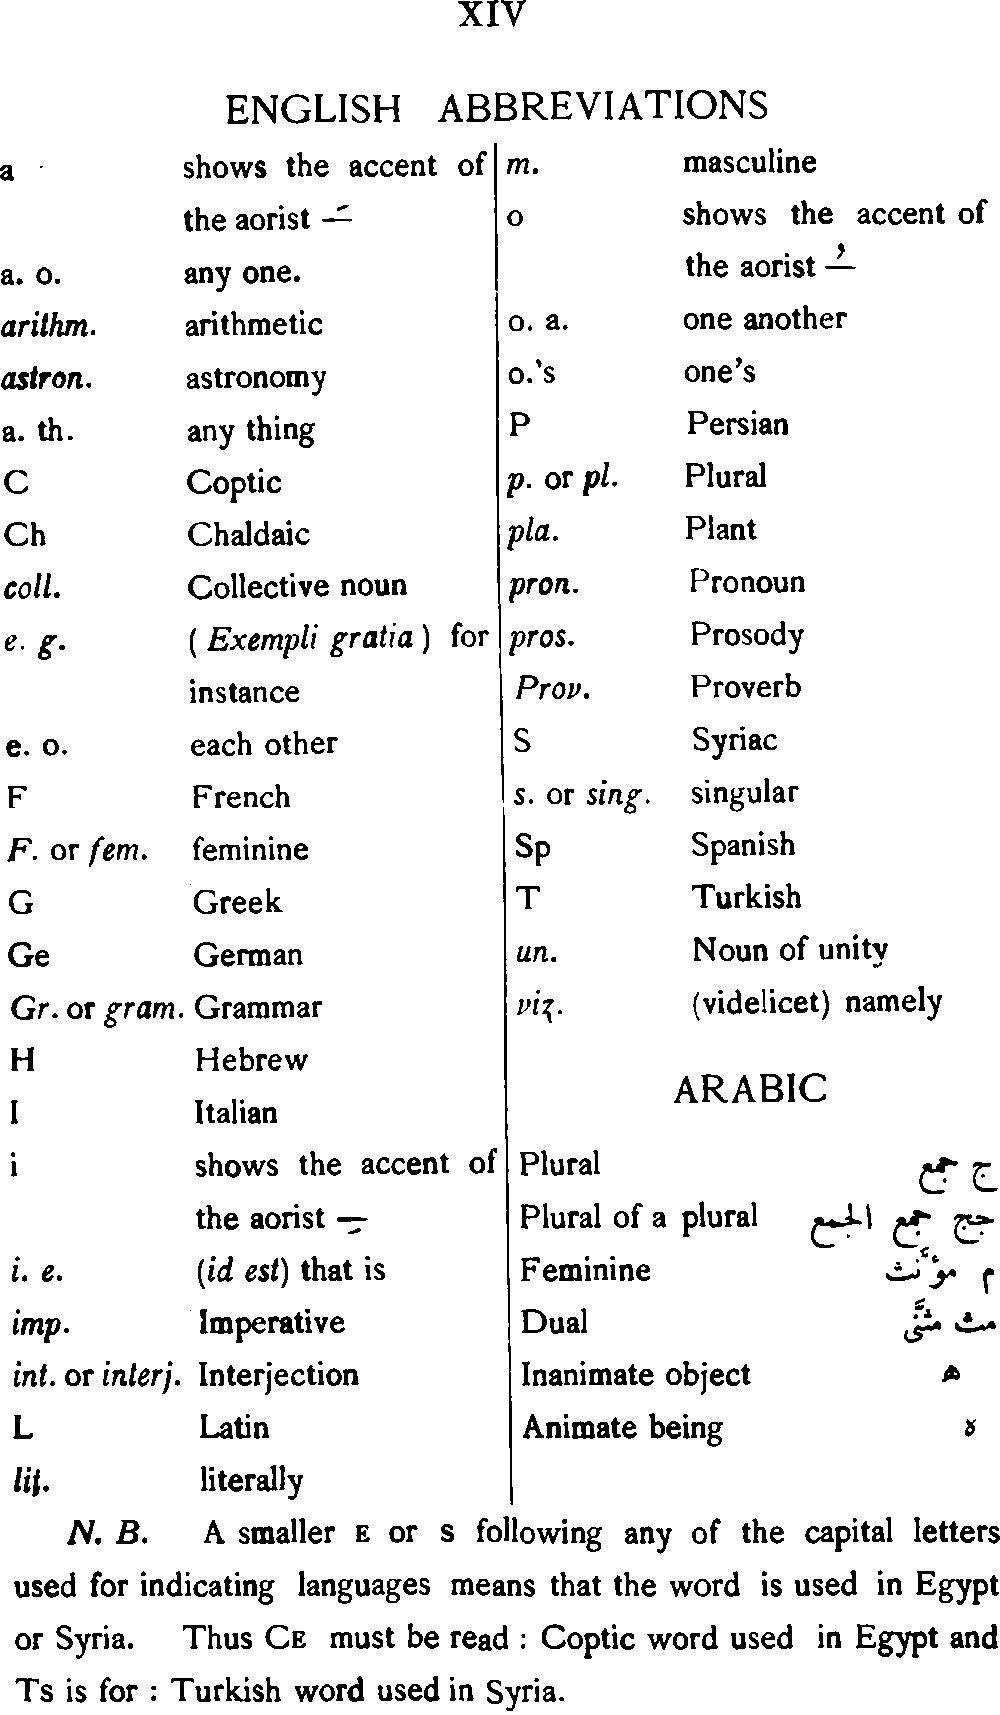 XIV
ENGLISH ABBREVIATIONS
a shows the accent of
the aorist —َ
a. o. any one.
arithm. arithmetic
astron. astronomy
a. th. any thing
C Coptic
Ch Chaldaic
coll. Collective noun
e. g. ( Exempli gratia ) for
instance
e. o. each other
F French
F. or fem. feminine
G Greek
Ge German
Gr. or gram. Grammar
H Hebrew
I Italian
i shows the accent of
the aorist —ِ
i. e. (id est) that is
imp. Imperative
int. or interj. Interjection
L Latin
lit. literally
m. masculine
o shows the accent of
the aorist —ُ
o. a. one another
o.'s one's
P Persian
p. or pl. Plural
pla. Plant
pron. Pronoun
pros. Prosody
Prov. Proverb
S Syriac
s. or sing. singular
Sp Spanish
T Turkish
un. Noun of unity
viz. (videlicet) namely
ARABIC
Plural ج جمع
Plural of a plural جج جمع الجمع
Feminine م مؤَنث
Dual مث مثنَّى
Inanimate object ھ
Animate being ة
N. B. A smaller E or S following any of the capital letters
used for indicating languages means that the word is used in Egypt
or Syria. Thus CE must be read : Coptic word used in Egypt and
Ts is for : Turkish word used in Syria.